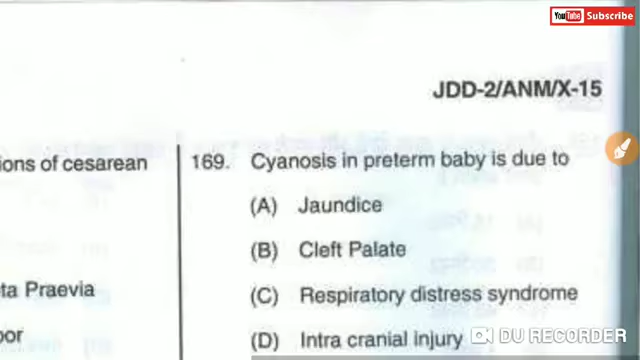 YouTube Subscribe
JDD-2/ANM/X-15
ions of cesarean
ta Praevia
oor
169. Cyanosis in preterm baby is due to
(A) Jaundice
(B) Cleft Palate
(C) Respiratory distress syndrome
(D) Intra cranial injury
DU RECORDER